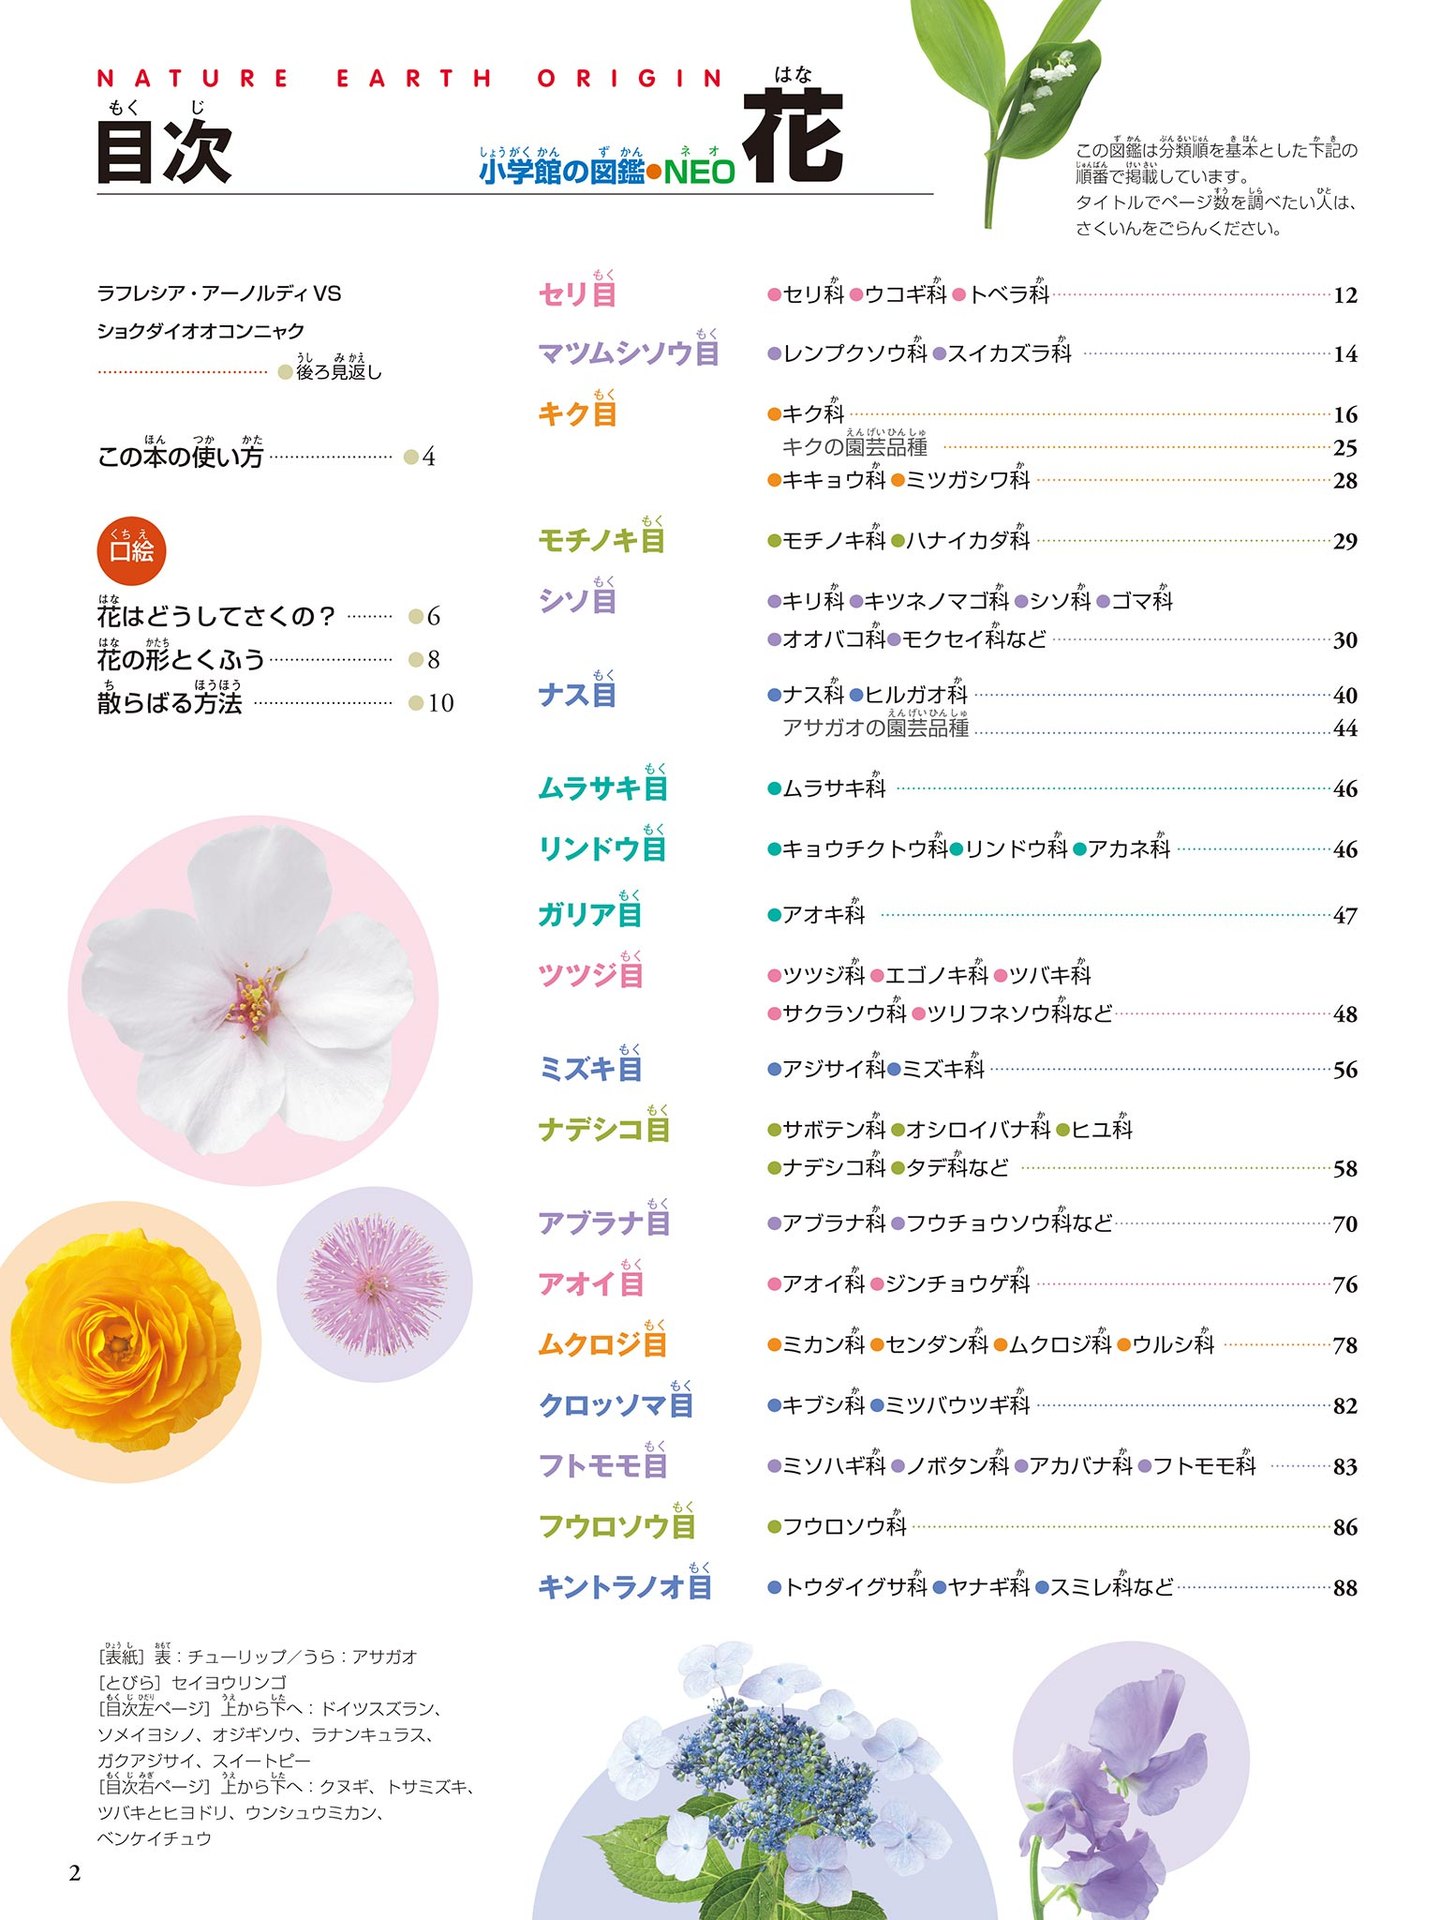 NATURE EARTH ORIGIN
もくじ
目次
しょうがくかん ずかん ネオ はな
小学館の図鑑●NEO 花
この図鑑は分類順を基本とした下記の
順番で掲載しています。
タイトルでページ数を調べたい人は、
さくいんをごらんください。
ラフレシア・アーノルディ VS
ショクダイオオコンニャク
●後ろ見返し
この本の使い方 ●4
口絵
花はどうしてさくの？ ●6
花の形とくふう ●8
散らばる方法 ●10
セリ目 ●セリ科 ●ウコギ科 ●トベラ科 12
マツムシソウ目 ●レンプクソウ科 ●スイカズラ科 14
キク目 ●キク科 16
キクの園芸品種 25
●キキョウ科 ●ミツガシワ科 28
モチノキ目 ●モチノキ科 ●ハナイカダ科 29
シソ目 ●キリ科 ●キツネノマゴ科 ●シソ科 ●ゴマ科
●オオバコ科 ●モクセイ科など 30
ナス目 ●ナス科 ●ヒルガオ科 40
アサガオの園芸品種 44
ムラサキ目 ●ムラサキ科 46
リンドウ目 ●キョウチクトウ科 ●リンドウ科 ●アカネ科 46
ガリア目 ●アオキ科 47
ツツジ目 ●ツツジ科 ●エゴノキ科 ●ツバキ科
●サクラソウ科 ●ツリフネソウ科など 48
ミズキ目 ●アジサイ科 ●ミズキ科 56
ナデシコ目 ●サボテン科 ●オシロイバナ科 ●ヒユ科
●ナデシコ科 ●タデ科など 58
アブラナ目 ●アブラナ科 ●フウチョウソウ科など 70
アオイ目 ●アオイ科 ●ジンチョウゲ科 76
ムクロジ目 ●ミカン科 ●センダン科 ●ムクロジ科 ●ウルシ科 78
クロッソマ目 ●キブシ科 ●ミツバウツギ科 82
フトモモ目 ●ミソハギ科 ●ノボタン科 ●アカバナ科 ●フトモモ科 83
フウロソウ目 ●フウロソウ科 86
キントラノオ目 ●トウダイグサ科 ●ヤナギ科 ●スミレ科など 88
［表紙］表：チューリップ／うら：アサガオ
［とびら］セイヨウリンゴ
［目次左ページ］上から下へ：ドイツスズラン、
ソメイヨシノ、オジギソウ、ラナンキュラス、
ガクアジサイ、スイートピー
［目次右ページ］上から下へ：クヌギ、トサミズキ、
ツバキとヒヨドリ、ウンシュウミカン、
ベンケイチュウ
2